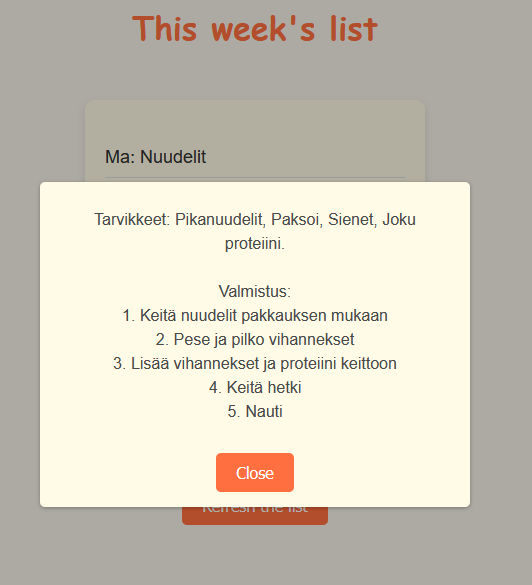 This week's list
Ma: Nuudelit
Tarvikkeet: Pikanuudelit, Paksoi, Sienet, Joku
proteiini.
Valmistus:
1. Keitä nuudelit pakkauksen mukaan
2. Pese ja pilko vihannekset
3. Lisää vihannekset ja proteiini keittoon
4. Keitä hetki
5. Nauti
Close
Refresh the list